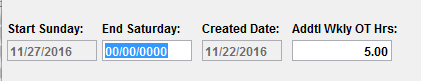 Start Sunday: End Saturday: Created Date: Addtl Wkly OT Hrs:
11/27/2016 00/00/0000 11/22/2016 5.00